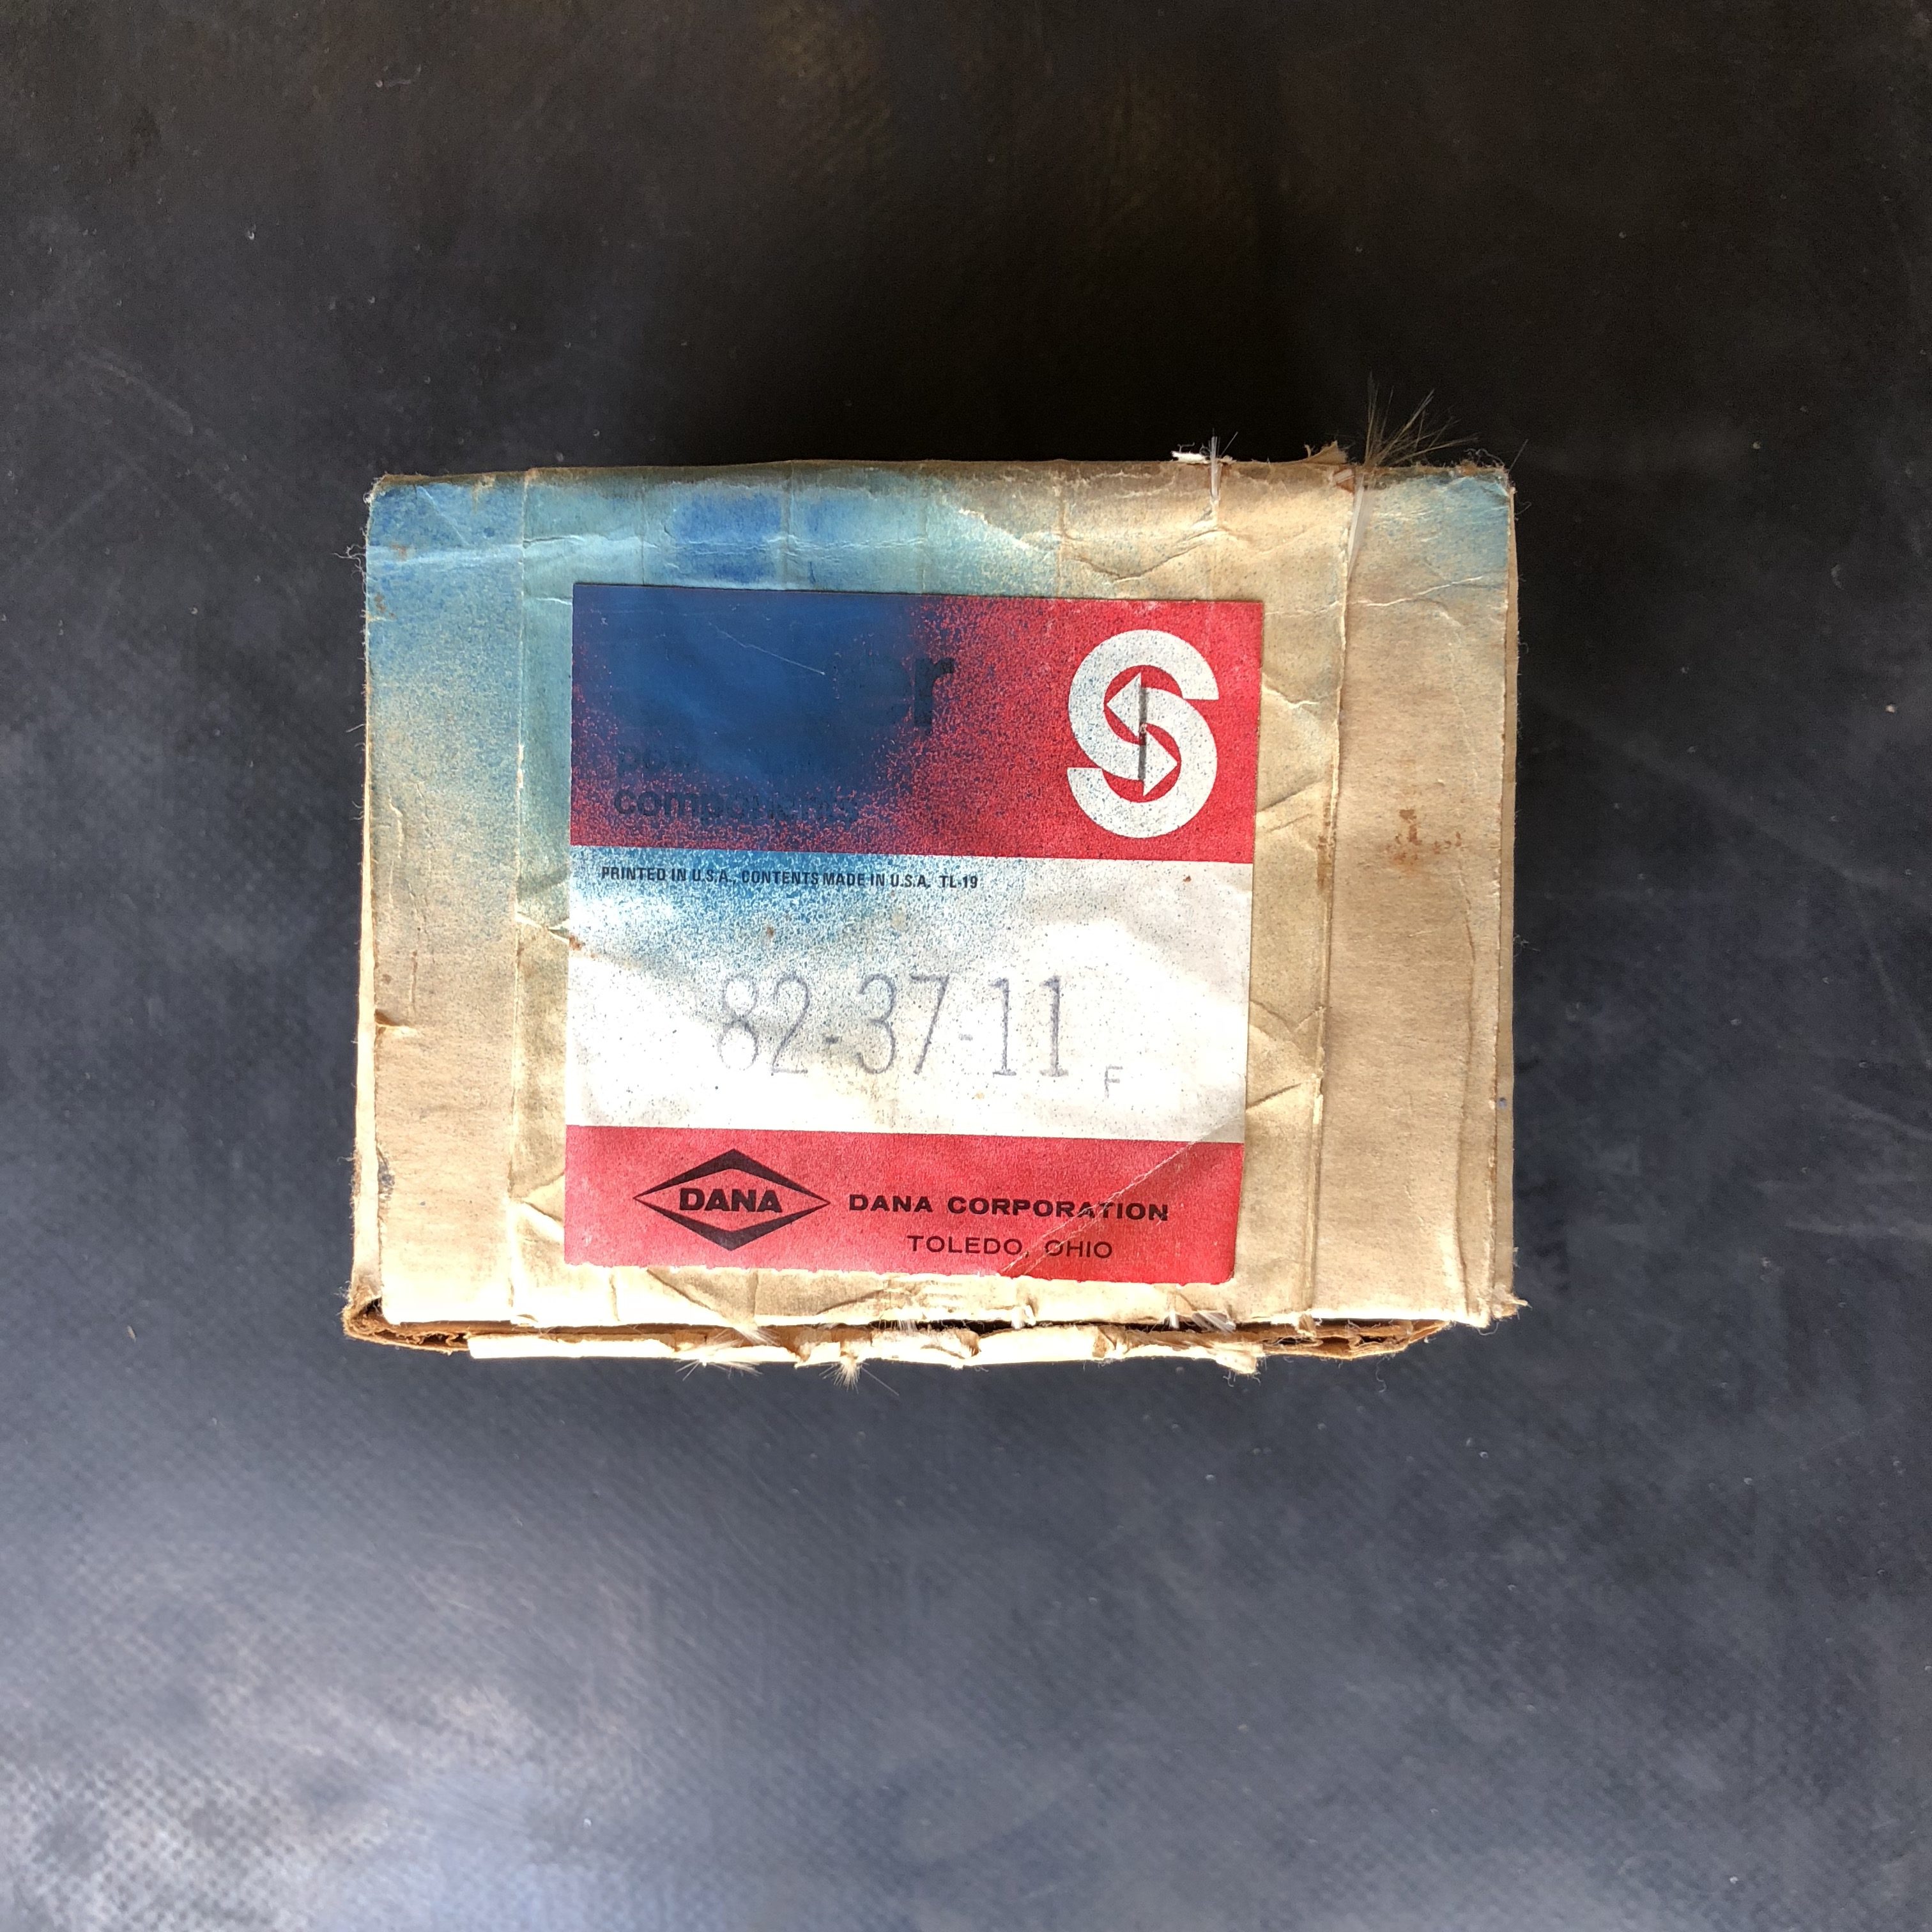 components
PRINTED IN U.S.A., CONTENTS MADE IN U.S.A. TL-19
82-37-11 F
DANA DANA CORPORATION
TOLEDO, OHIO